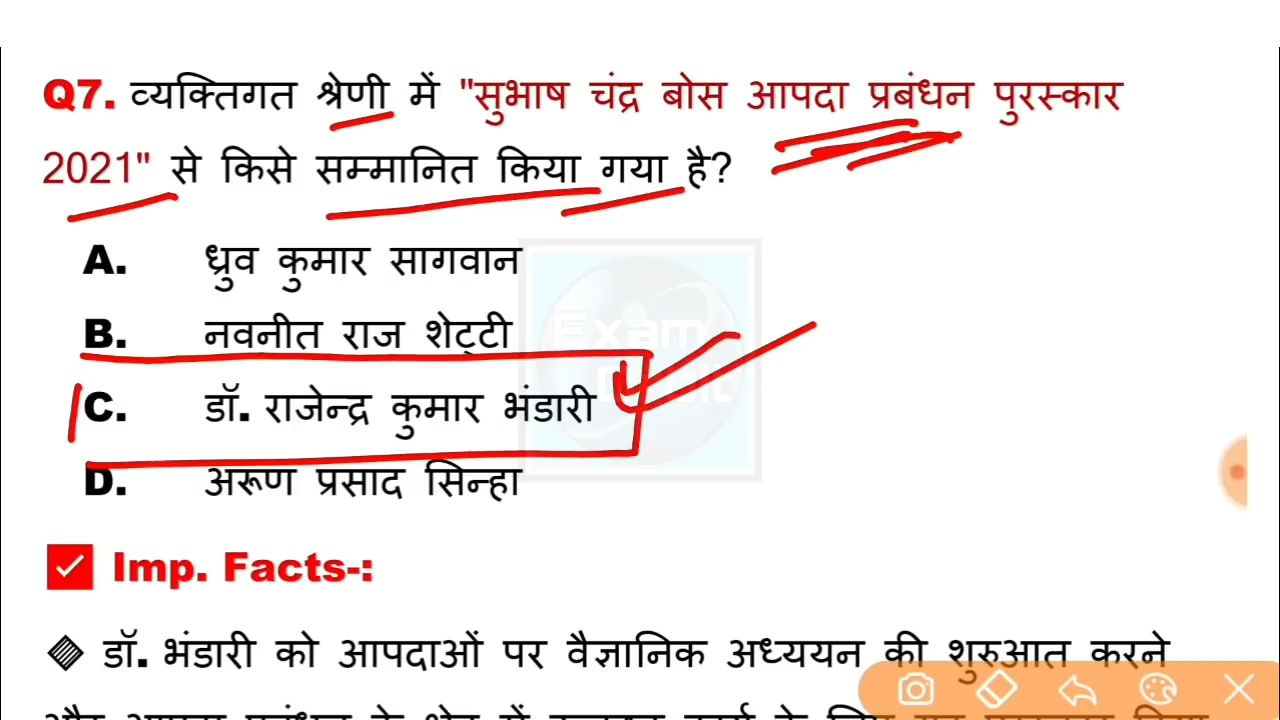 Q7. व्यक्तिगत श्रेणी में "सुभाष चंद्र बोस आपदा प्रबंधन पुरस्कार
2021" से किसे सम्मानित किया गया है?
A. ध्रुव कुमार सागवान
B. नवनीत राज शेट्टी
C. डॉ. राजेन्द्र कुमार भंडारी
D. अरूण प्रसाद सिन्हा
Exam
Imp. Facts-:
डॉ. भंडारी को आपदाओं पर वैज्ञानिक अध्ययन की शुरुआत करने